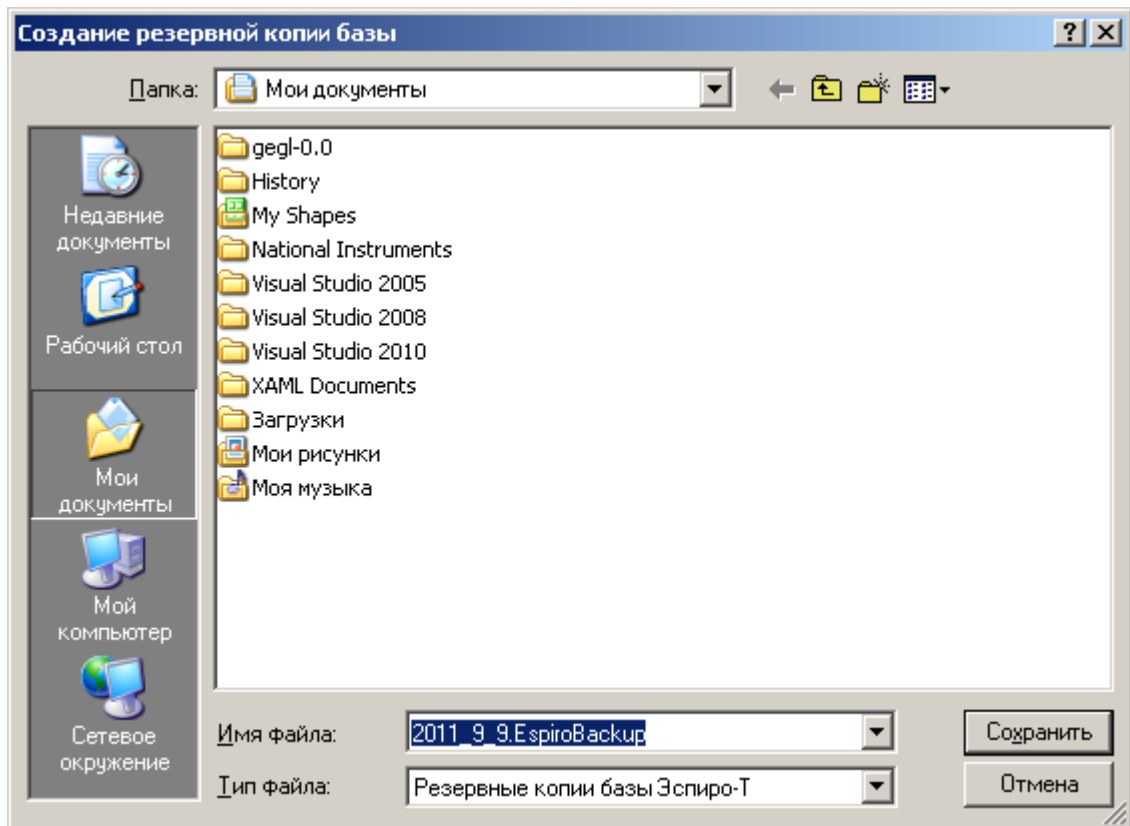 Создание резервной копии базы
Папка: Мои документы
Недавние
документы
Рабочий стол
Мои
документы
Мой
компьютер
Сетевое
окружение
gegl-0.0
History
My Shapes
National Instruments
Visual Studio 2005
Visual Studio 2008
Visual Studio 2010
XAML Documents
Загрузки
Мои рисунки
Моя музыка
Имя файла: 2011_9_9.EspiroBackup Сохранить
Тип файла: Резервные копии базы Эспиро-Т Отмена